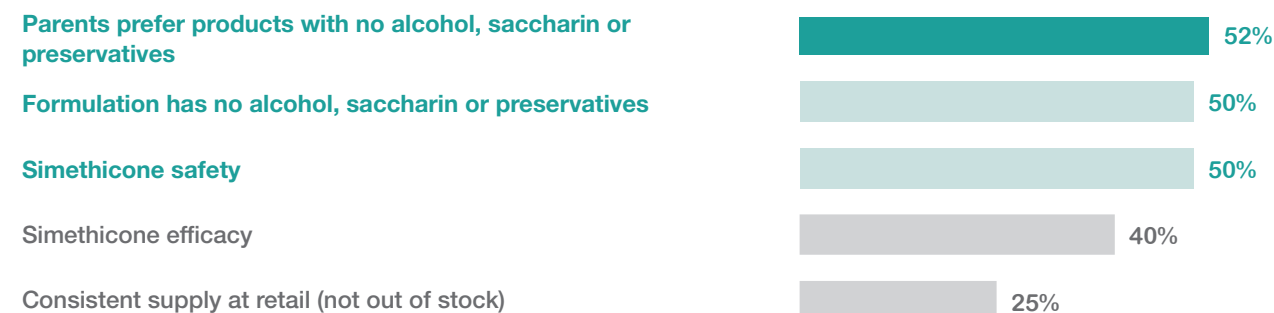 Parents prefer products with no alcohol, saccharin or
preservatives
52%
Formulation has no alcohol, saccharin or preservatives
50%
Simethicone safety
50%
Simethicone efficacy
40%
Consistent supply at retail (not out of stock)
25%